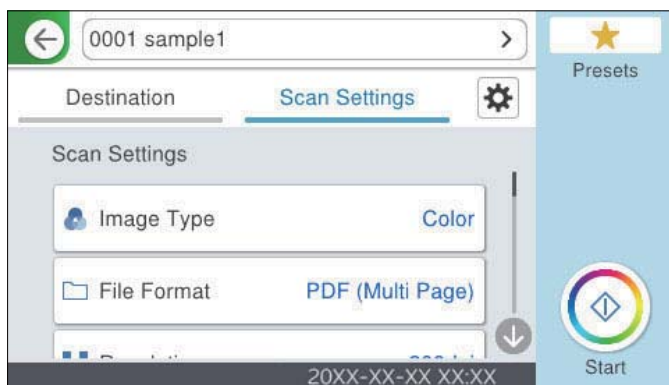 0001 sample1
Presets
Destination
Scan Settings
Scan Settings
Image Type
Color
File Format
PDF (Multi Page)
20XX-XX-XX XX:XX
Start